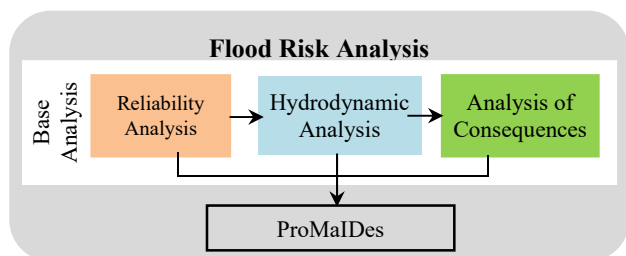 Flood Risk Analysis
Base
Analysis
Reliability
Analysis
Hydrodynamic
Analysis
Analysis of
Consequences
ProMaIDes